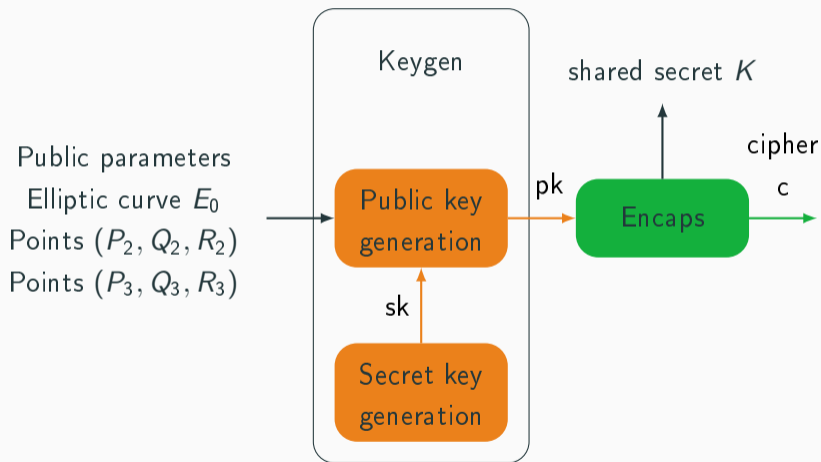 Keygen
shared secret K
cipher
c
Public parameters
Elliptic curve E₀
Points (P₂, Q₂, R₂)
Points (P₃, Q₃, R₃)
Public key
generation
pk
Encaps
sk
Secret key
generation